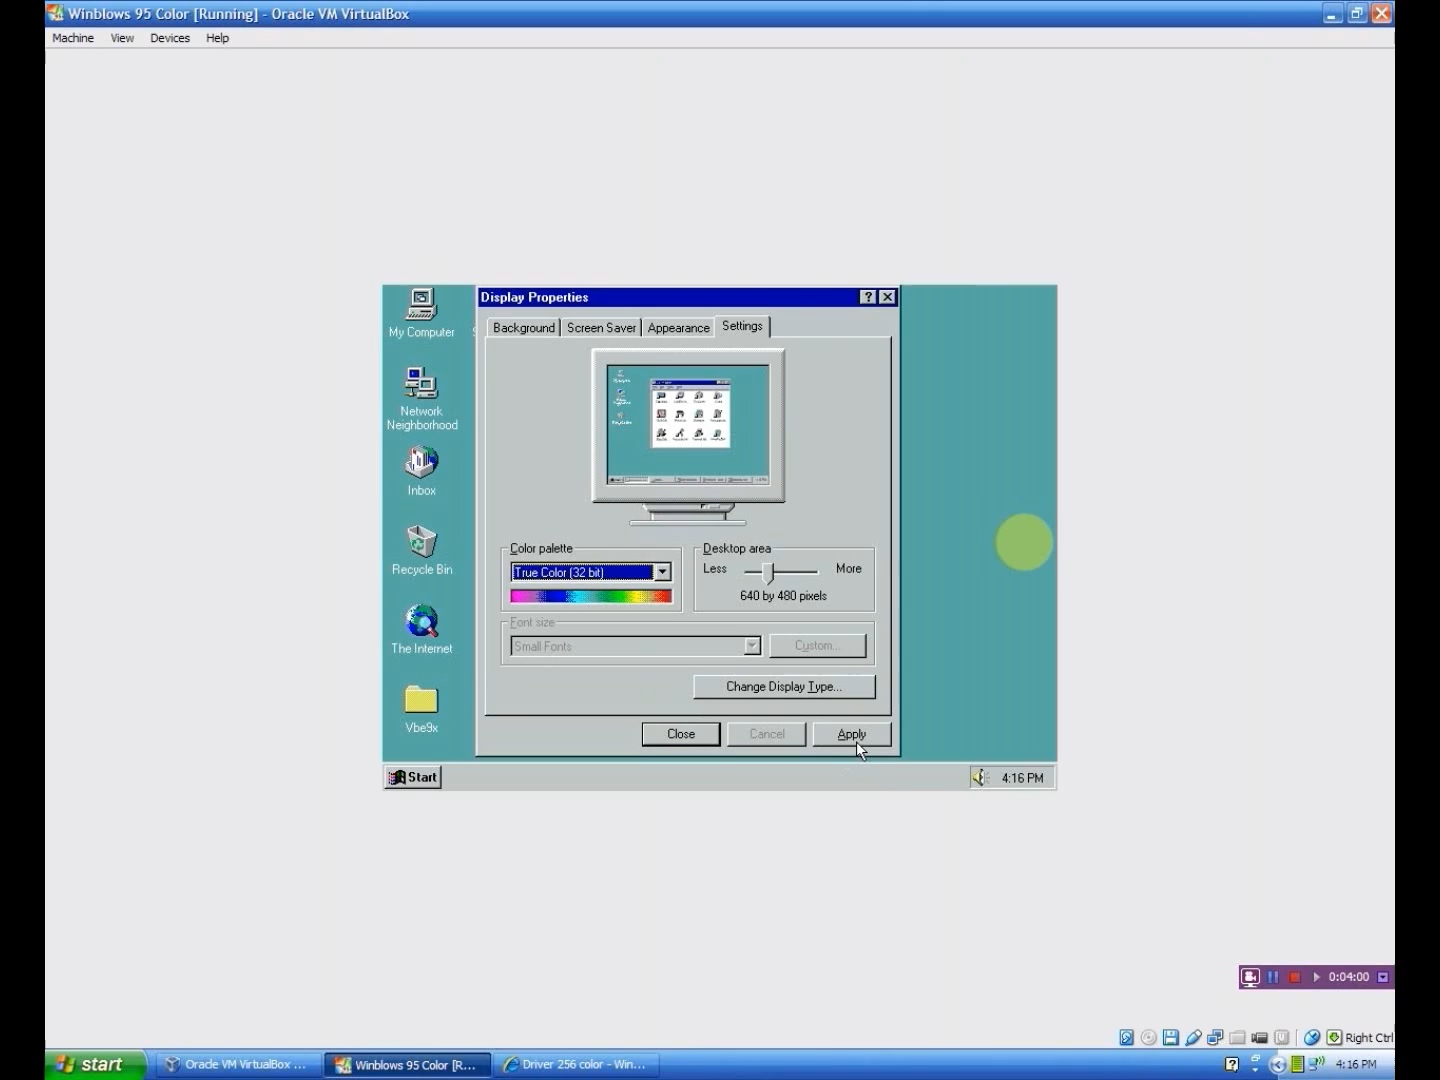 Winblows 95 Color [Running] - Oracle VM VirtualBox
Machine View Devices Help
My Computer
Network
Neighborhood
Inbox
Recycle Bin
The Internet
Vbe9x
Display Properties
Background Screen Saver Appearance Settings
Color palette
True Color (32 bit)
Desktop area
Less More
640 by 480 pixels
Font size
Small Fonts
Custom...
Change Display Type...
Close Cancel Apply
Start
4:16 PM
0:04:00
Right Ctrl
start
Oracle VM VirtualBox ...
Winblows 95 Color [R...
Driver 256 color - Win...
4:16 PM